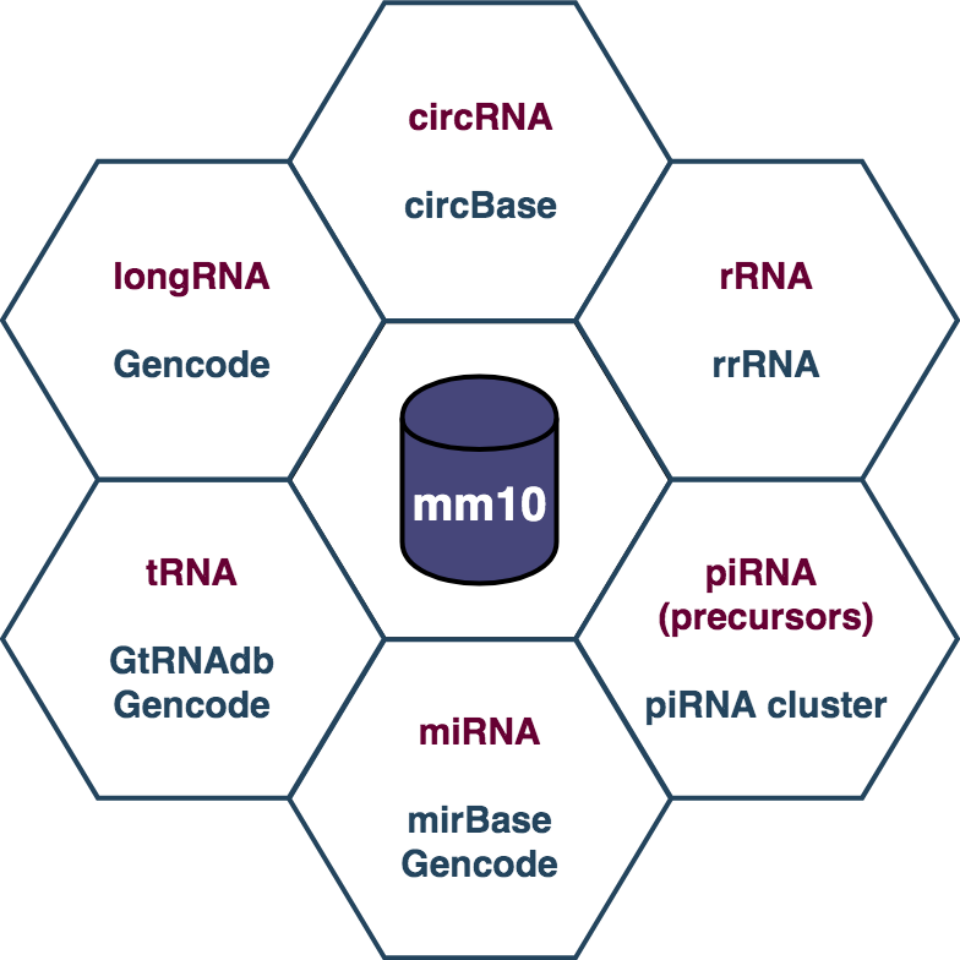 circRNA
circBase
longRNA
Gencode
rRNA
rrRNA
mm10
tRNA
GtRNAdb
Gencode
piRNA
(precursors)
piRNA cluster
miRNA
mirBase
Gencode